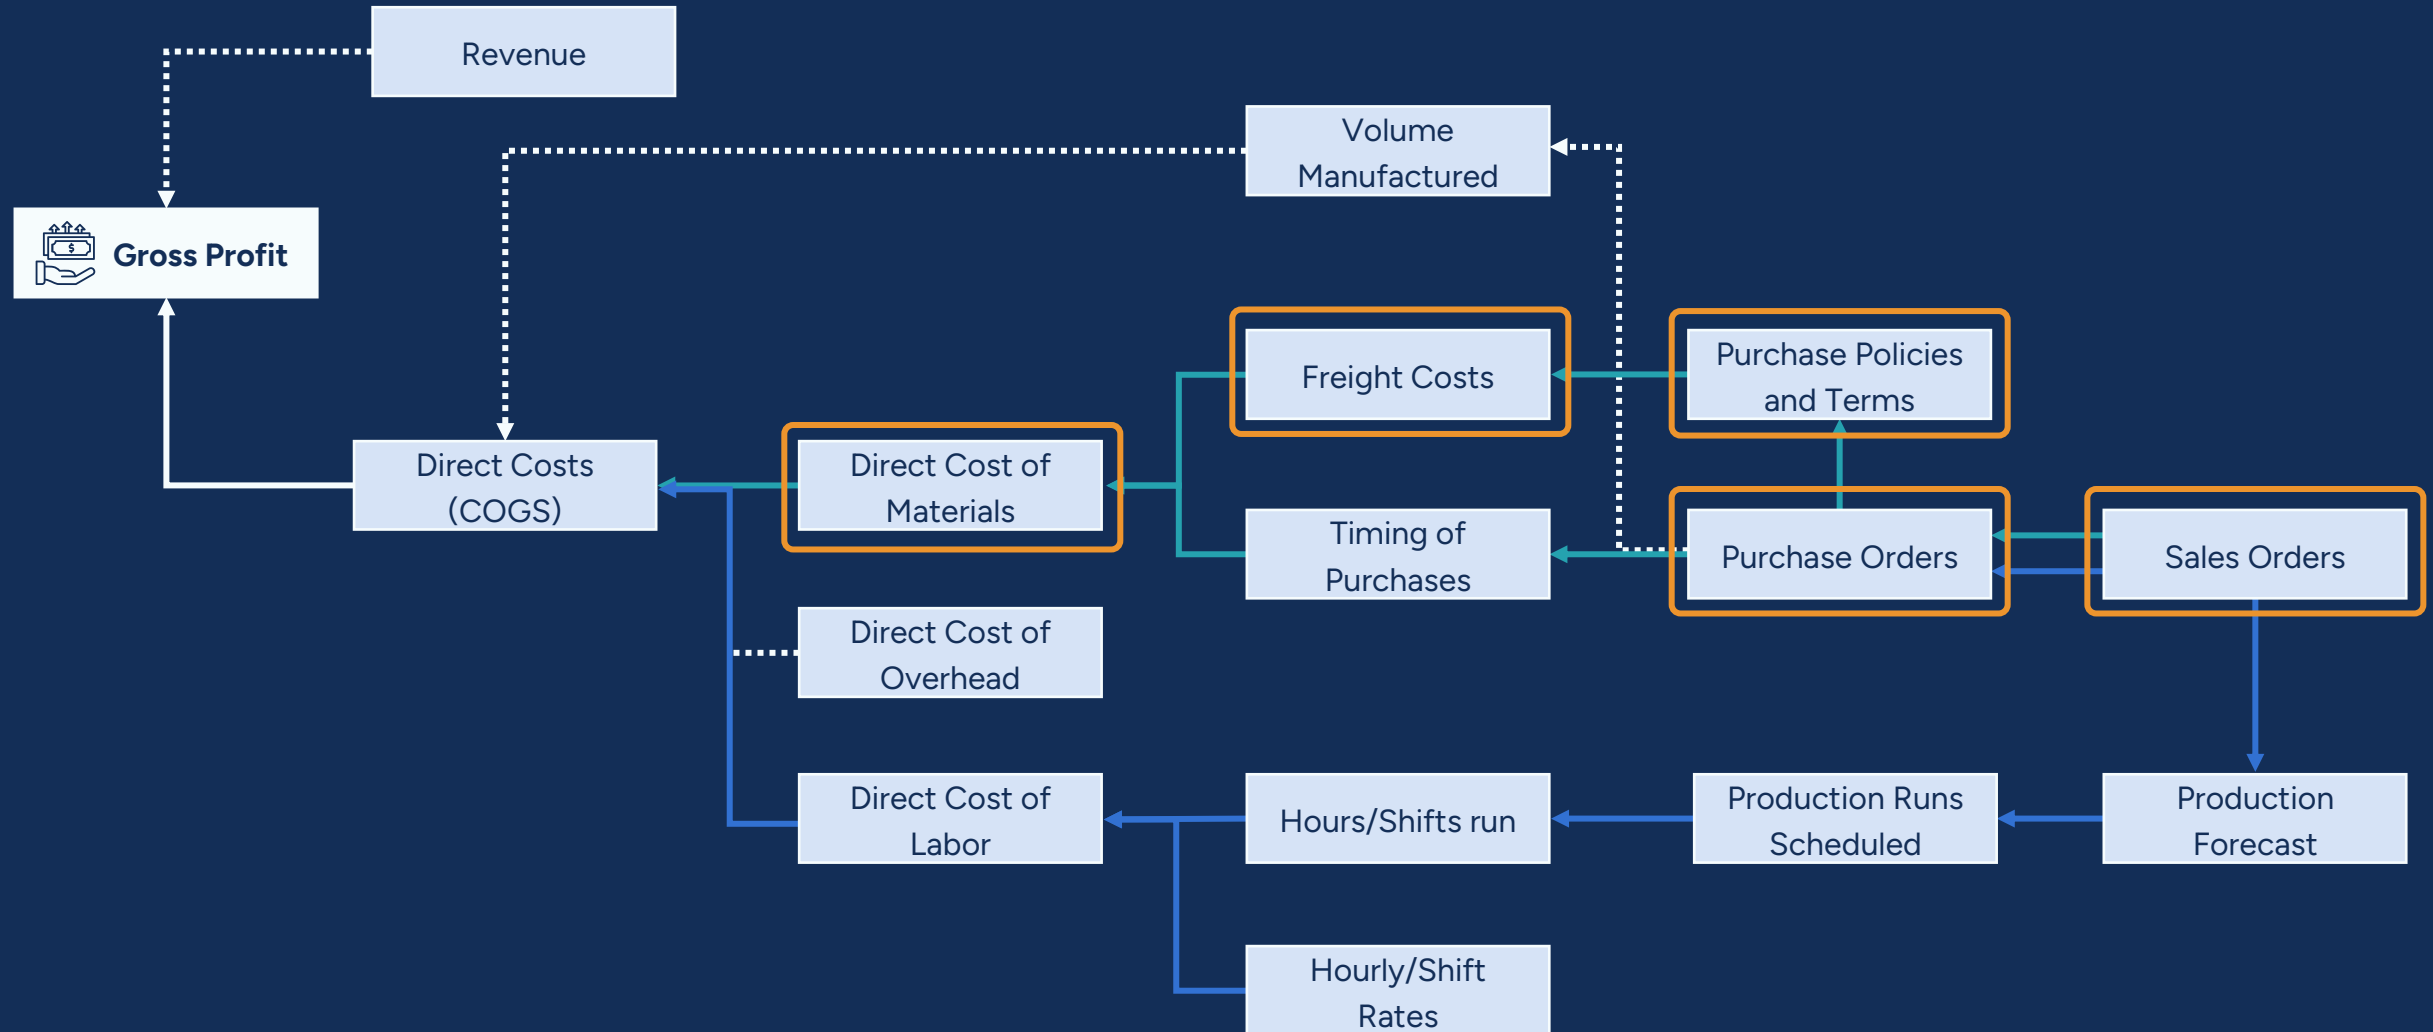 Revenue
Volume
Manufactured
$
Gross Profit
Freight Costs
Purchase Policies
and Terms
Direct Costs
(COGS)
Direct Cost of
Materials
Timing of
Purchases
Purchase Orders
Sales Orders
Direct Cost of
Overhead
Direct Cost of
Labor
Hours/Shifts run
Production Runs
Scheduled
Production
Forecast
Hourly/Shift
Rates